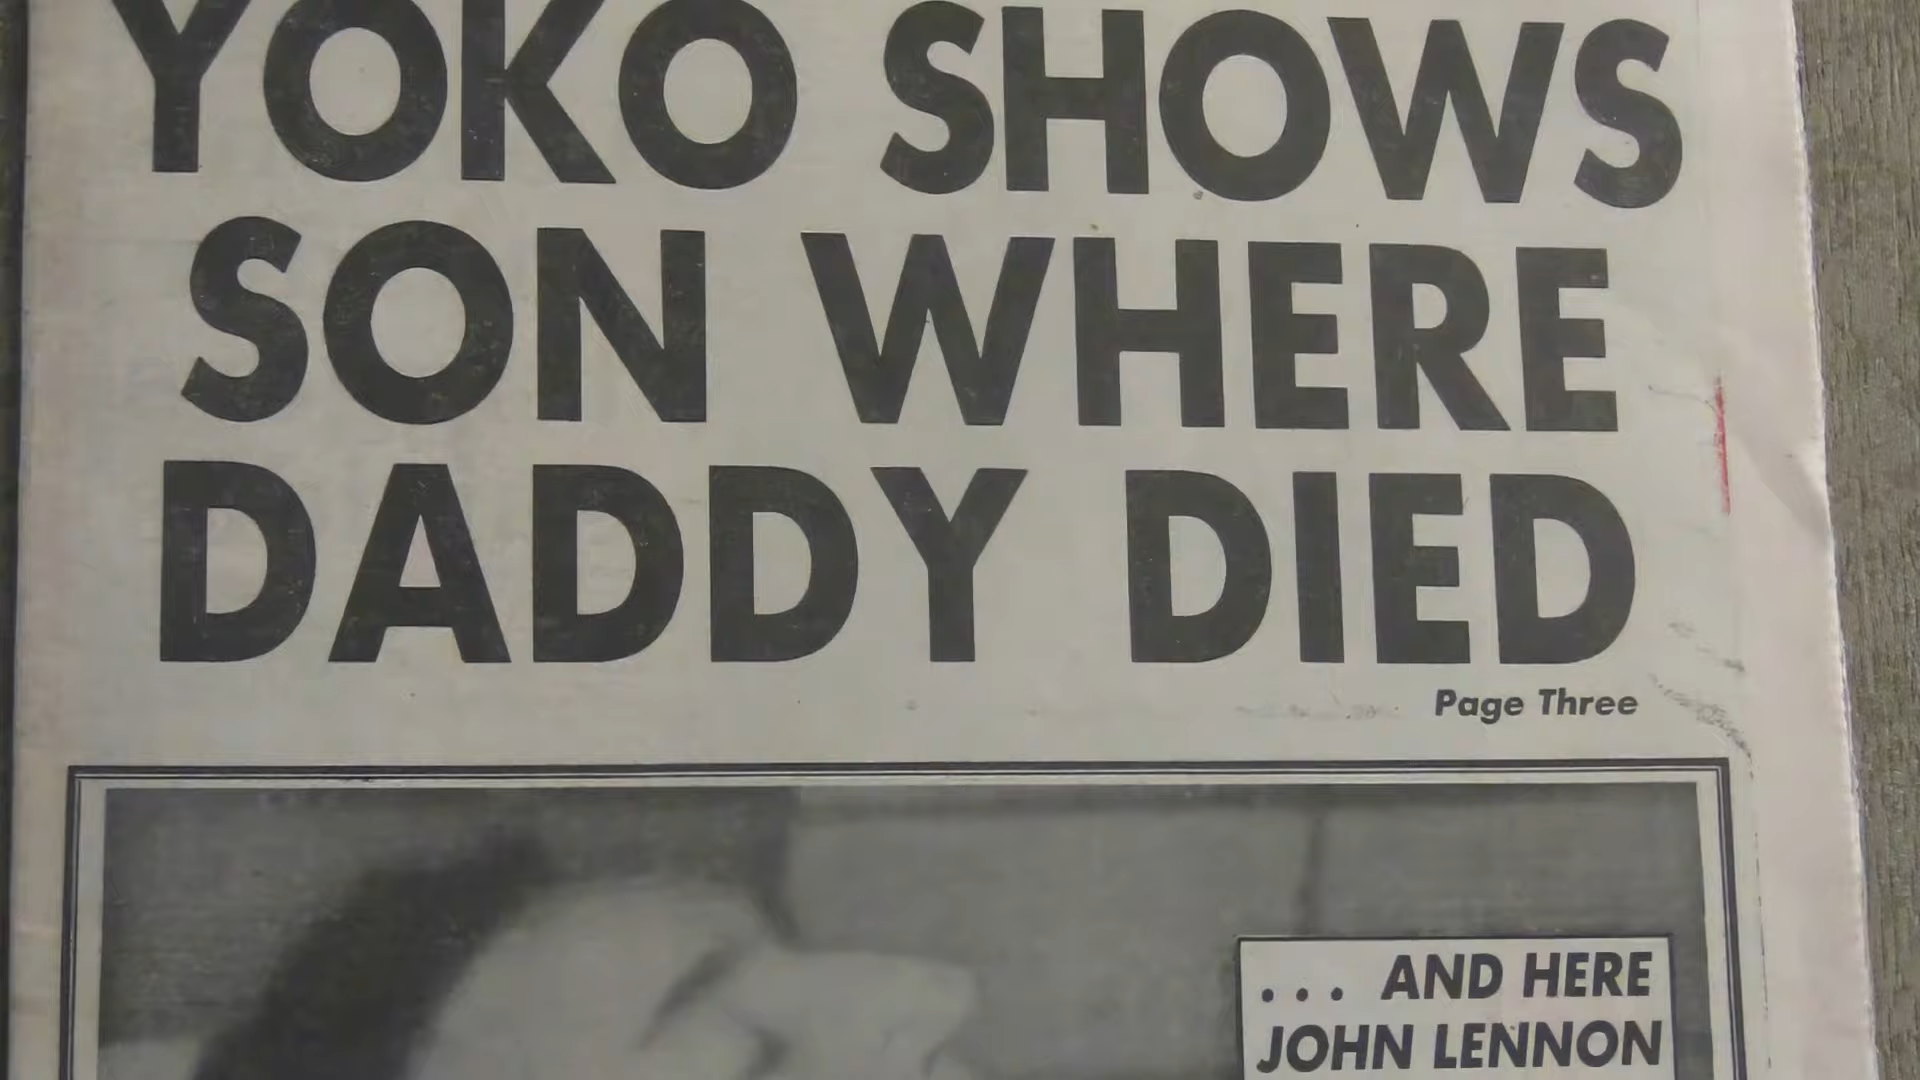 YOKO SHOWS
SON WHERE
DADDY DIED
Page Three
... AND HERE
JOHN LENNON